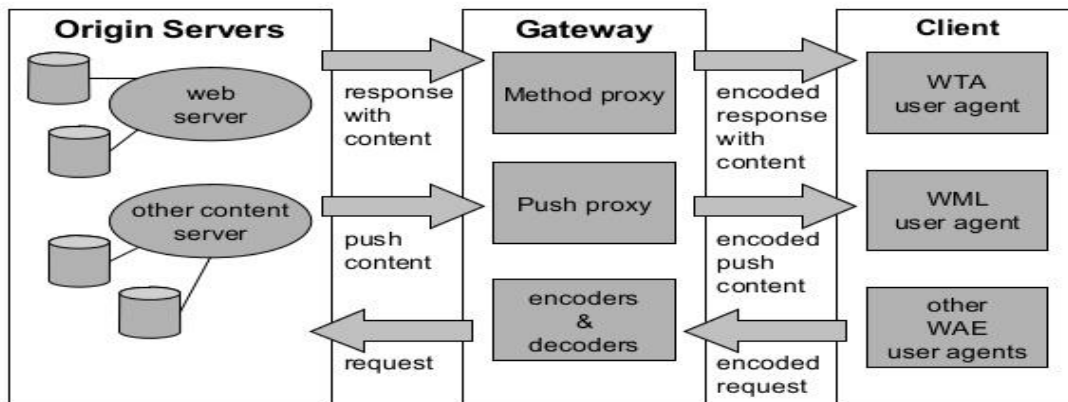 Origin Servers
web
server
other content
server
response
with
content
push
content
request
Gateway
Method proxy
Push proxy
encoders
&
decoders
encoded
response
with
content
encoded
push
content
encoded
request
Client
WTA
user agent
WML
user agent
other
WAE
user agents